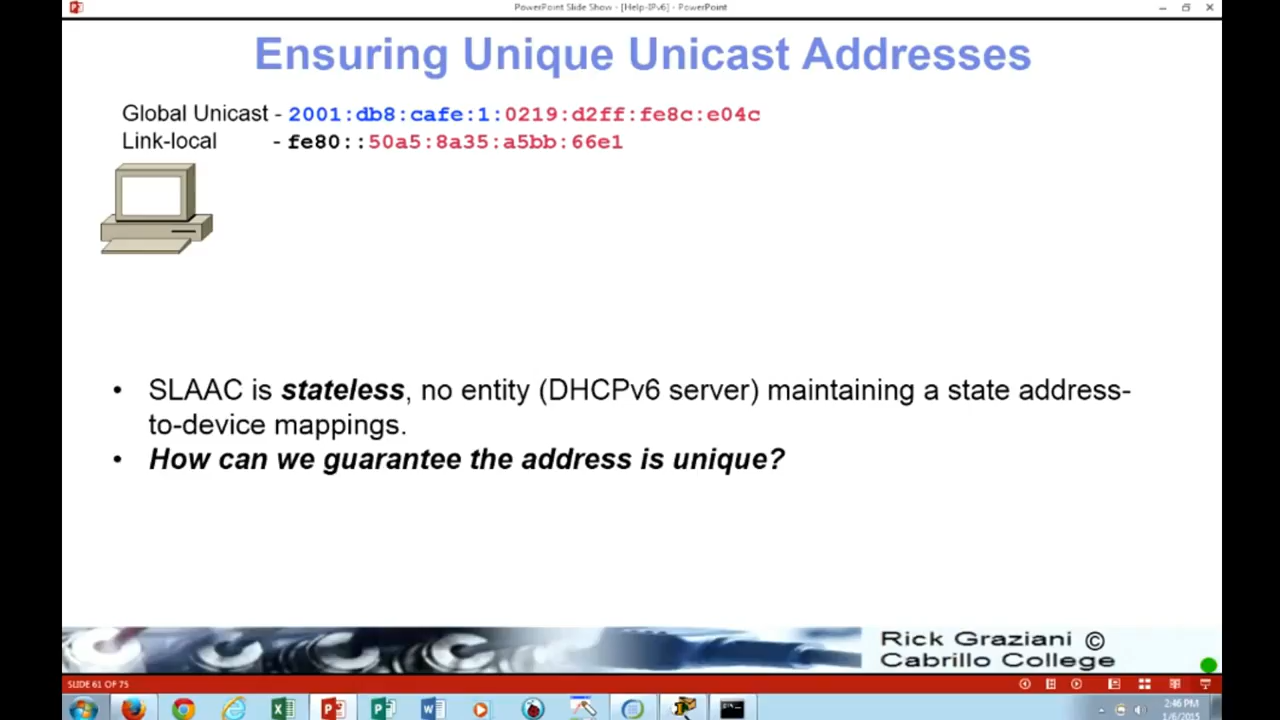 PowerPoint Slide Show - [Help-IPv6] - PowerPoint
Ensuring Unique Unicast Addresses
Global Unicast - 2001:db8:cafe:1:0219:d2ff:fe8c:e04c
Link-local - fe80::50a5:8a35:a5bb:66e1
• SLAAC is stateless, no entity (DHCPv6 server) maintaining a state address-
to-device mappings.
• How can we guarantee the address is unique?
Rick Graziani ©
Cabrillo College
SLIDE 61 OF 75
2:46 PM
1/6/2015